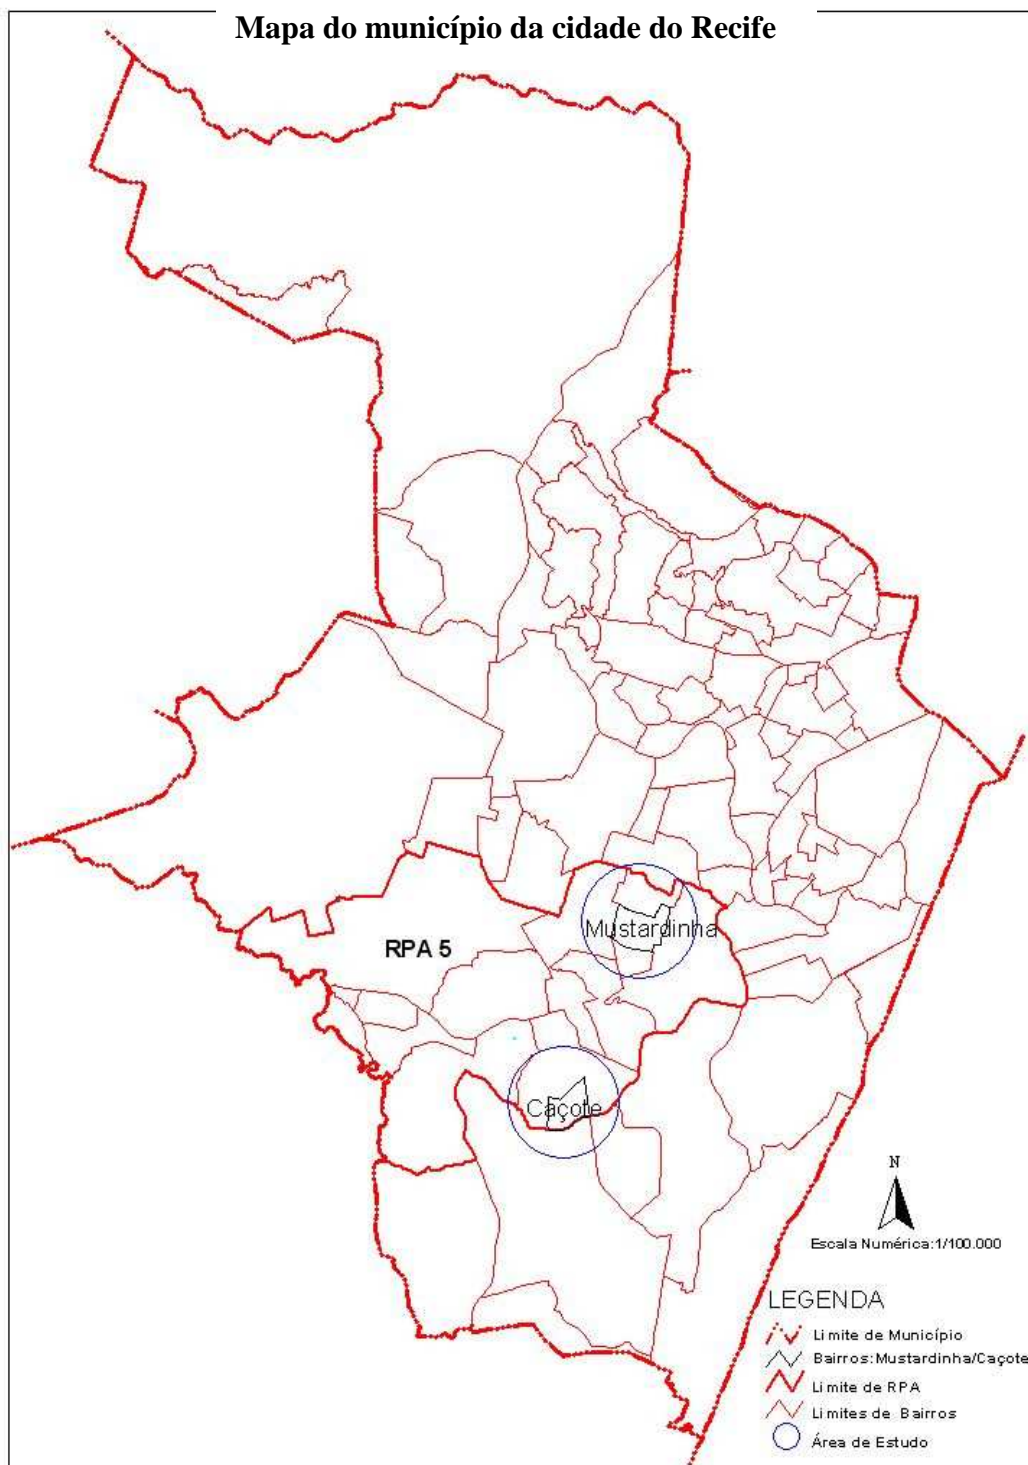 Mapa do município da cidade do Recife
Mustardinha
RPA 5
Caçote
N
Escala Numérica:1/100.000
LEGENDA
Limite de Município
Bairros:Mustardinha/Caçote
Limite de RPA
Limites de Bairros
Área de Estudo